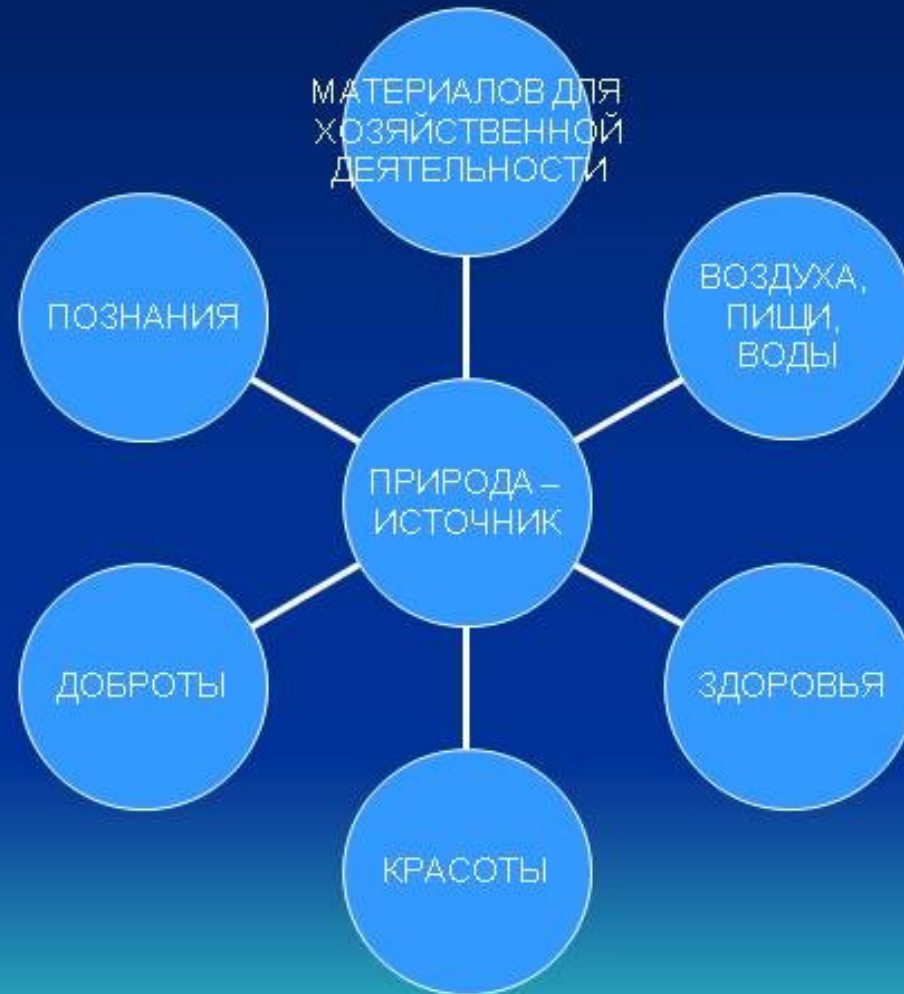 МАТЕРИАЛОВ ДЛЯ
ХОЗЯЙСТВЕННОЙ
ДЕЯТЕЛЬНОСТИ
ПОЗНАНИЯ
ВОЗДУХА,
ПИЩИ,
ВОДЫ
ПРИРОДА –
ИСТОЧНИК
ДОБРОТЫ
ЗДОРОВЬЯ
КРАСОТЫ